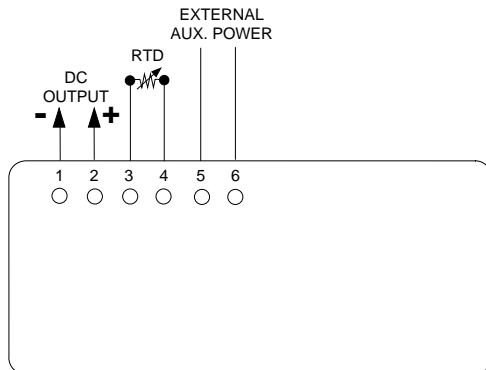 EXTERNAL
AUX. POWER
RTD
DC
OUTPUT
- +
1 2 3 4 5 6